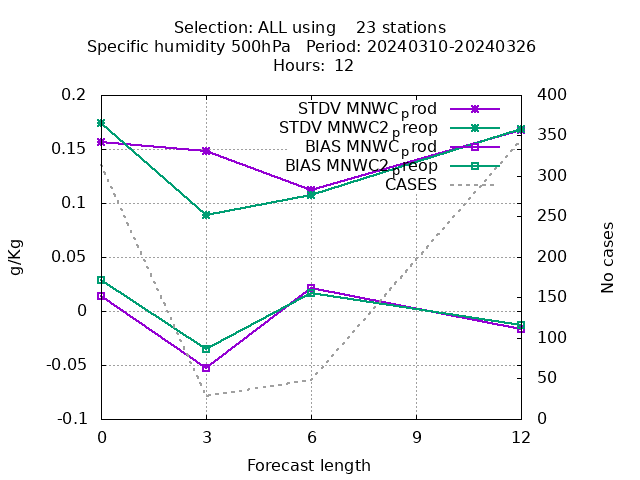 Selection: ALL using    23 stations
Specific humidity 500hPa   Period: 20240310-20240326
Hours:  12
STDV MNWC_prod
STDV MNWC2_preop
BIAS MNWC_prod
BIAS MNWC2_preop
CASES
0.2
0.15
0.1
0.05
0
-0.05
-0.1
g/Kg
400
350
300
250
200
150
100
50
0
No cases
0 3 6 9 12
Forecast length